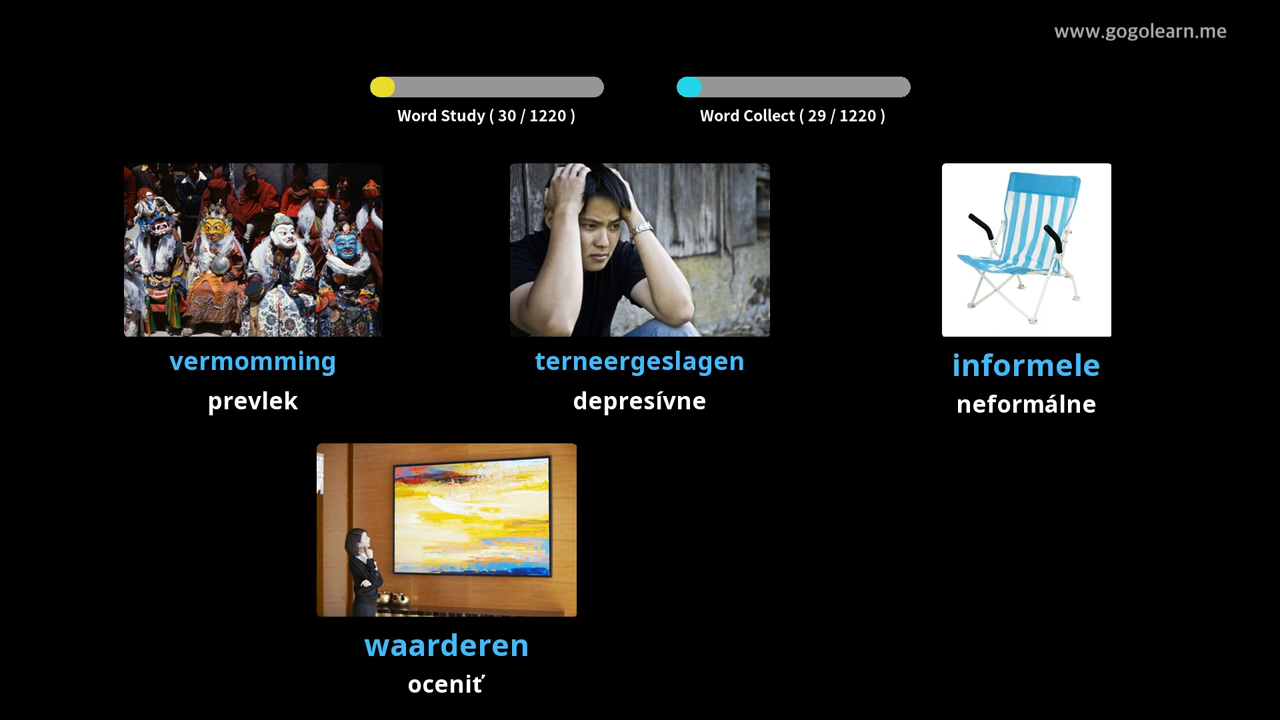 www.gogolearn.me
Word Study ( 30 / 1220 )
Word Collect ( 29 / 1220 )
vermomming
prevlek
terneergeslagen
depresívne
informele
neformálne
waarderen
oceniť